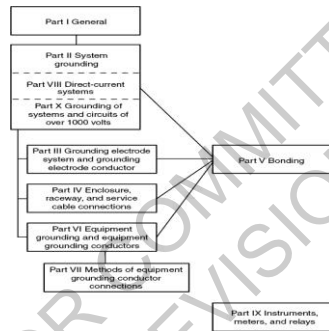 Part I General
Part II System
grounding
Part VIII Direct-current
systems
Part X Grounding of
systems and circuits of
over 1000 volts
Part III Grounding electrode
system and grounding
electrode conductor
Part V Bonding
Part IV Enclosure,
raceway, and service
cable connections
Part VI Equipment
grounding and equipment
grounding conductors
Part VII Methods of equipment
grounding conductor
connections
Part IX Instruments,
meters, and relays